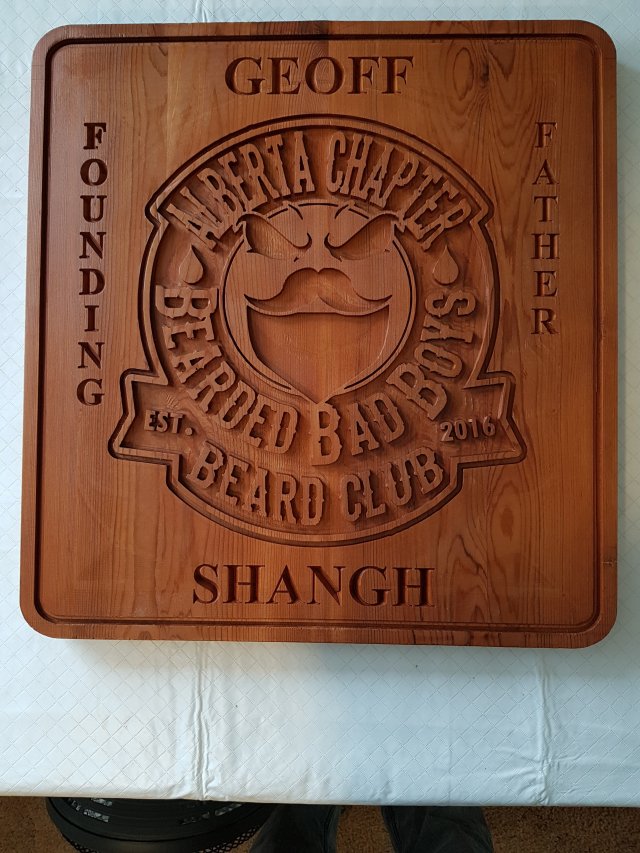 GEOFF
FOUNDING
FATHER
ALBERTA CHAPTER
BEARDED BAD BOYS
EST. 2016
BEARD CLUB
SHANGH